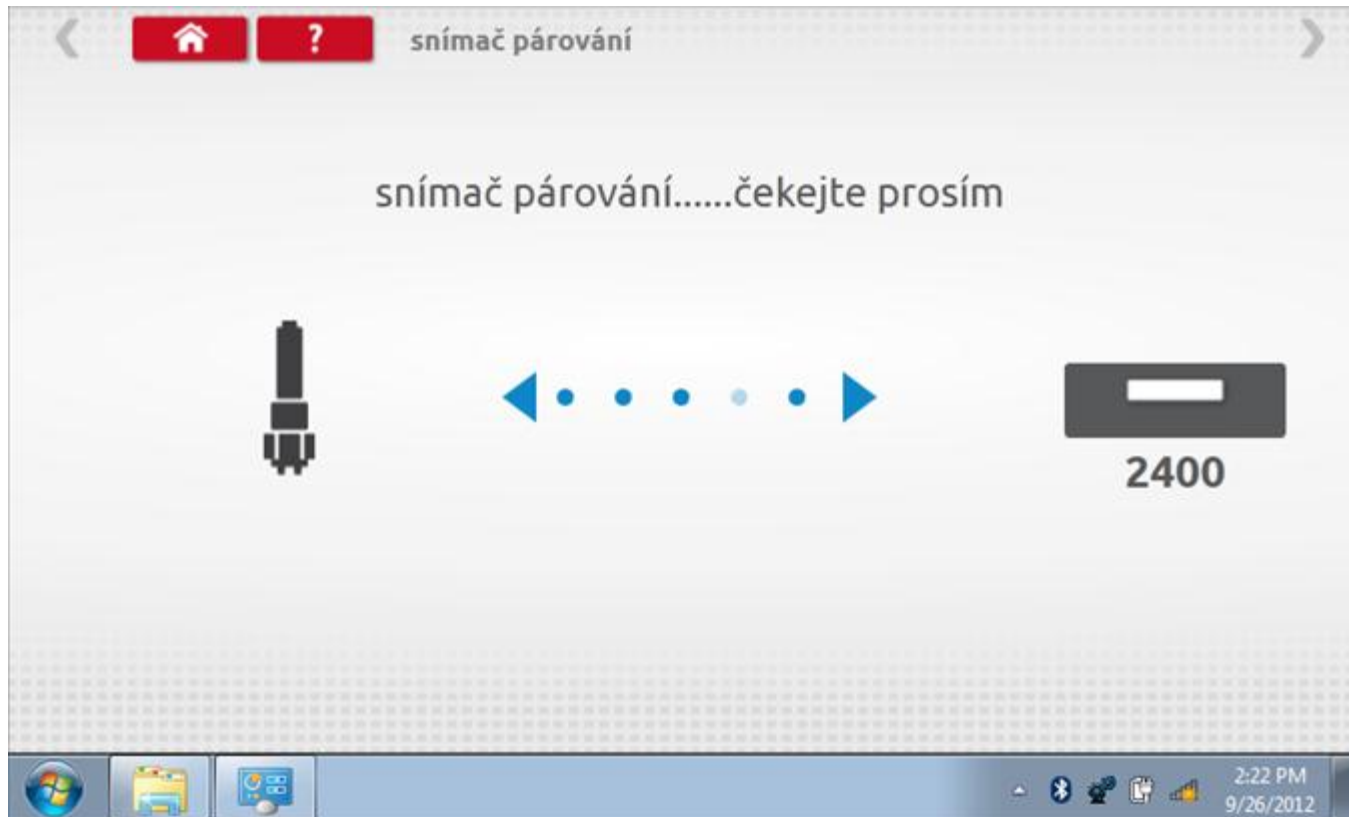 ?
snímač párování
snímač párování......čekejte prosím
2400
2:22 PM
9/26/2012